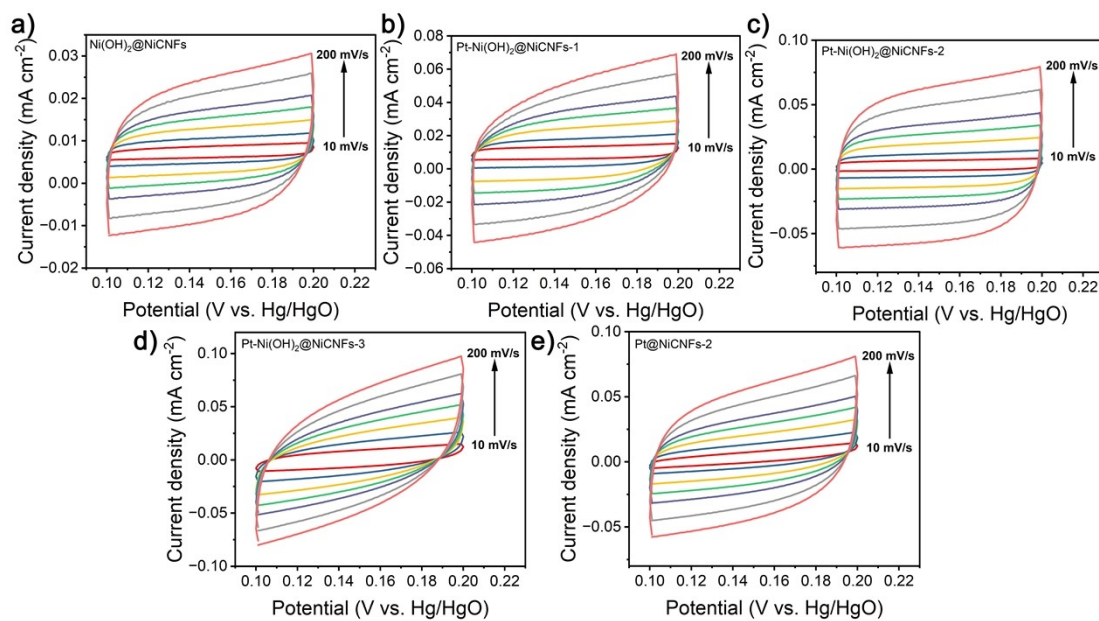 a)
Ni(OH)₂@NiCNFs
Current density (mA cm⁻²)
0.03
0.02
0.01
0.00
−0.01
−0.02
200 mV/s
10 mV/s
0.10 0.12 0.14 0.16 0.18 0.20 0.22
Potential (V vs. Hg/HgO)
b)
Pt-Ni(OH)₂@NiCNFs-1
Current density (mA cm⁻²)
0.08
0.06
0.04
0.02
0.00
−0.02
−0.04
−0.06
200 mV/s
10 mV/s
0.10 0.12 0.14 0.16 0.18 0.20 0.22
Potential (V vs. Hg/HgO)
c)
Pt-Ni(OH)₂@NiCNFs-2
Current density (mA cm⁻²)
0.10
0.05
0.00
−0.05
200 mV/s
10 mV/s
0.10 0.12 0.14 0.16 0.18 0.20 0.22
Potential (V vs. Hg/HgO)
d)
Pt-Ni(OH)₂@NiCNFs-3
Current density (mA cm⁻²)
0.10
0.05
0.00
−0.05
−0.10
200 mV/s
10 mV/s
0.10 0.12 0.14 0.16 0.18 0.20 0.22
Potential (V vs. Hg/HgO)
e)
Pt@NiCNFs-2
Current density (mA cm⁻²)
0.10
0.05
0.00
−0.05
200 mV/s
10 mV/s
0.10 0.12 0.14 0.16 0.18 0.20 0.22
Potential (V vs. Hg/HgO)